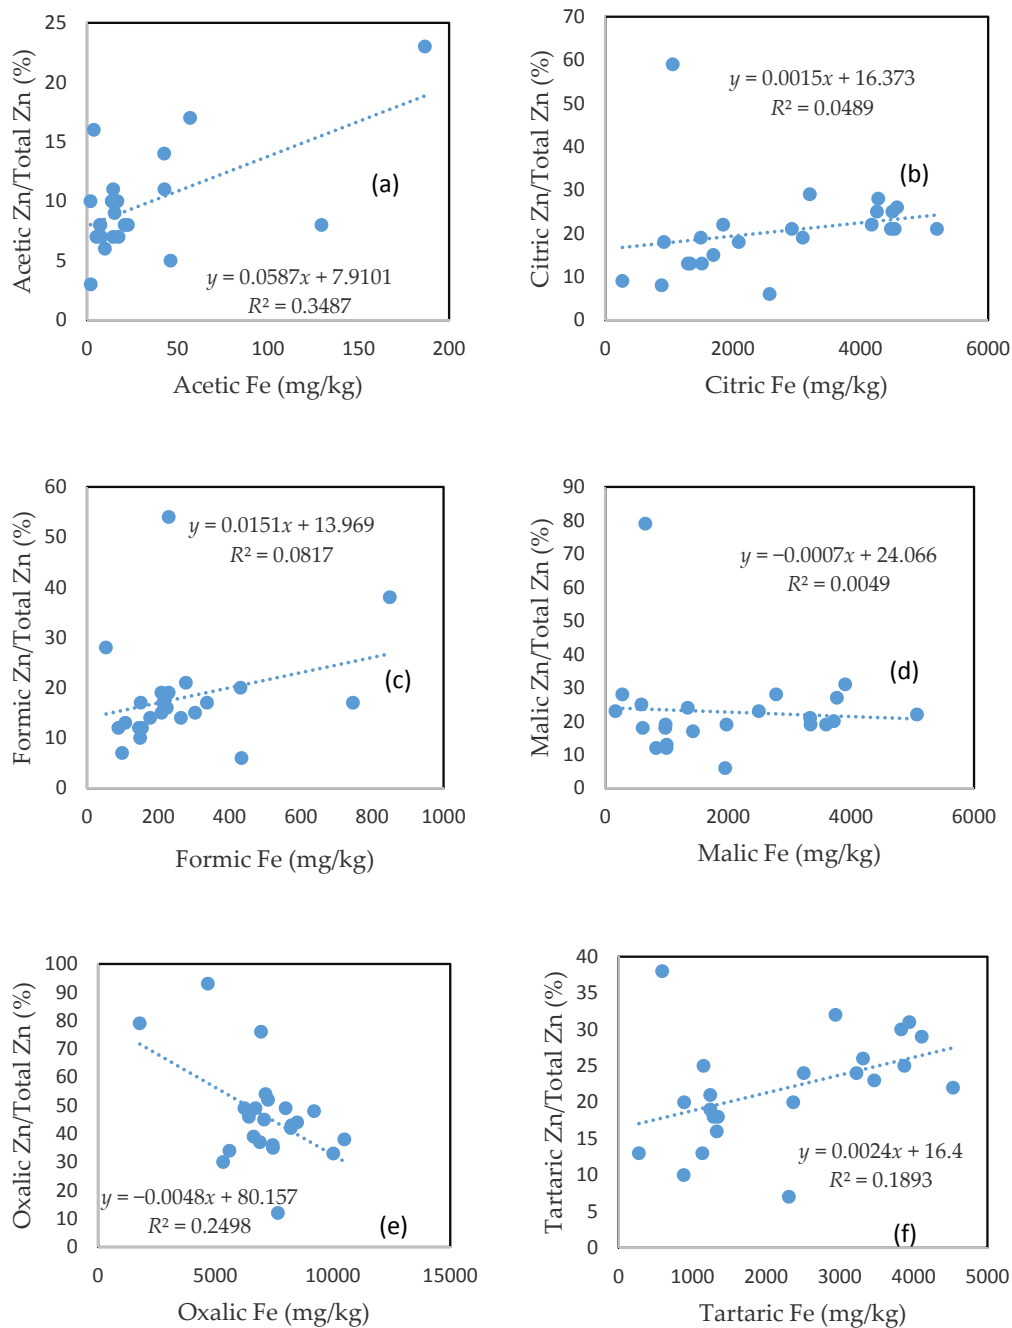 Acetic Zn/Total Zn (%)
25
20
15
10
5
0
0 50 100 150 200
Acetic Fe (mg/kg)
(a)
y = 0.0587x + 7.9101
R² = 0.3487
Citric Zn/Total Zn (%)
70
60
50
40
30
20
10
0
0 2000 4000 6000
Citric Fe (mg/kg)
y = 0.0015x + 16.373
R² = 0.0489
(b)
Formic Zn/Total Zn (%)
60
50
40
30
20
10
0
0 200 400 600 800 1000
Formic Fe (mg/kg)
y = 0.0151x + 13.969
R² = 0.0817
(c)
Malic Zn/Total Zn (%)
90
80
70
60
50
40
30
20
10
0
0 2000 4000 6000
Malic Fe (mg/kg)
y = −0.0007x + 24.066
R² = 0.0049
(d)
Oxalic Zn/Total Zn (%)
100
90
80
70
60
50
40
30
20
10
0
0 5000 10000 15000
Oxalic Fe (mg/kg)
y = −0.0048x + 80.157
R² = 0.2498
(e)
Tartaric Zn/Total Zn (%)
40
35
30
25
20
15
10
5
0
0 1000 2000 3000 4000 5000
Tartaric Fe (mg/kg)
y = 0.0024x + 16.4
R² = 0.1893
(f)